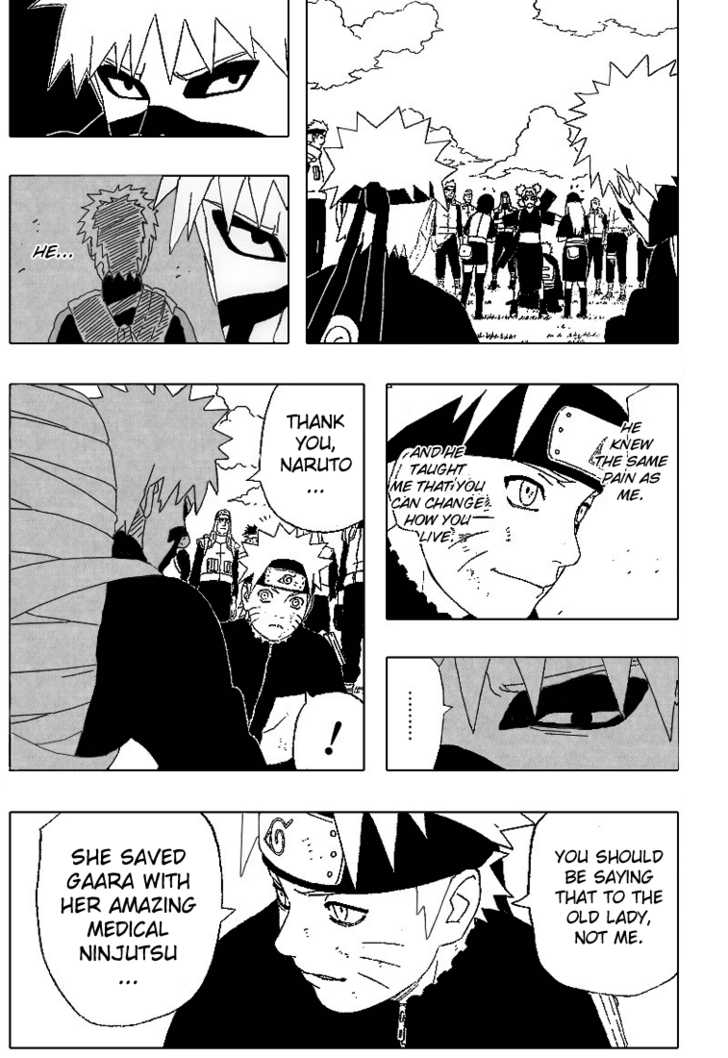 HE...
HE
KNEW
THE SAME
PAIN AS
ME.
AND HE
TAUGHT
ME THAT YOU
CAN CHANGE
HOW YOU
LIVE.
.........
THANK
YOU,
NARUTO
...
!
YOU SHOULD
BE SAYING
THAT TO THE
OLD LADY,
NOT ME.
SHE SAVED
GAARA WITH
HER AMAZING
MEDICAL
NINJUTSU
...